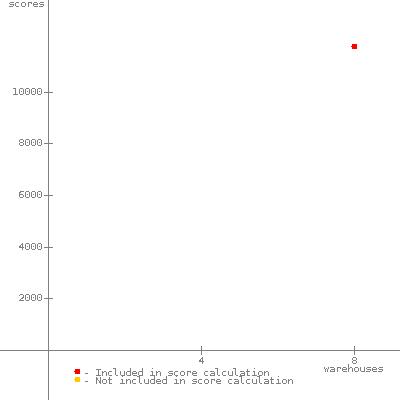 scores
10000
8000
6000
4000
2000
4
8
warehouses
- Included in score calculation
- Not included in score calculation